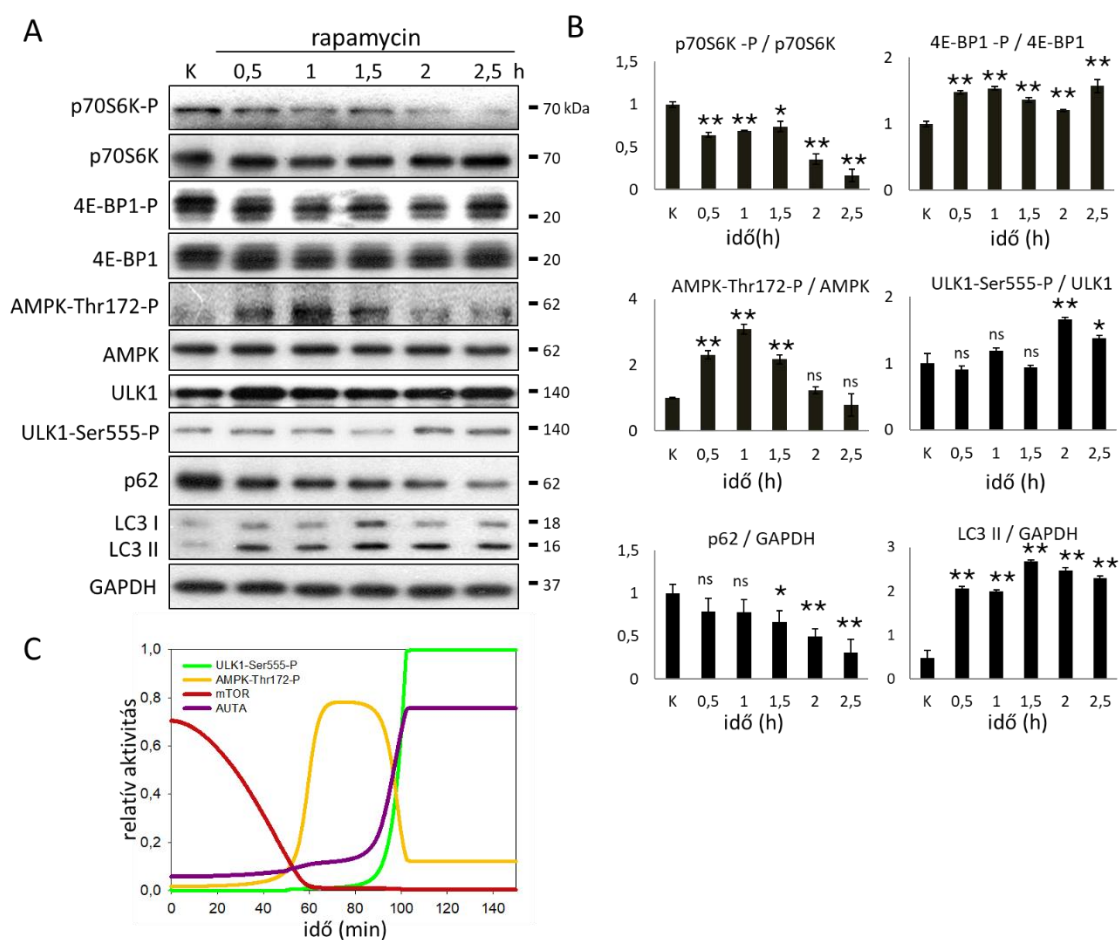 A
rapamycin
K 0,5 1 1,5 2 2,5 h
p70S6K-P 70 kDa
p70S6K 70
4E-BP1-P 20
4E-BP1 20
AMPK-Thr172-P 62
AMPK 62
ULK1 140
ULK1-Ser555-P 140
p62 62
LC3 I 18
LC3 II 16
GAPDH 37
B
p70S6K -P / p70S6K
1,5
1
0,5
0
** ** * ** **
K 0,5 1 1,5 2 2,5
idő(h)
4E-BP1 -P / 4E-BP1
2
1
0
** ** ** ** **
K 0,5 1 1,5 2 2,5
idő (h)
AMPK-Thr172-P / AMPK
4
2
0
** ** ** ns ns
K 0,5 1 1,5 2 2,5
idő (h)
ULK1-Ser555-P / ULK1
2
1
0
ns ns ns ** *
K 0,5 1 1,5 2 2,5
idő (h)
p62 / GAPDH
1,5
1
0,5
0
ns ns * ** **
K 0,5 1 1,5 2 2,5
idő (h)
LC3 II / GAPDH
3
2
1
0
** ** ** ** **
K 0,5 1 1,5 2 2,5
idő (h)
C
relatív aktivitás
1,0
0,8
0,6
0,4
0,2
0,0
ULK1-Ser555-P
AMPK-Thr172-P
mTOR
AUTA
0 20 40 60 80 100 120 140
idő (min)